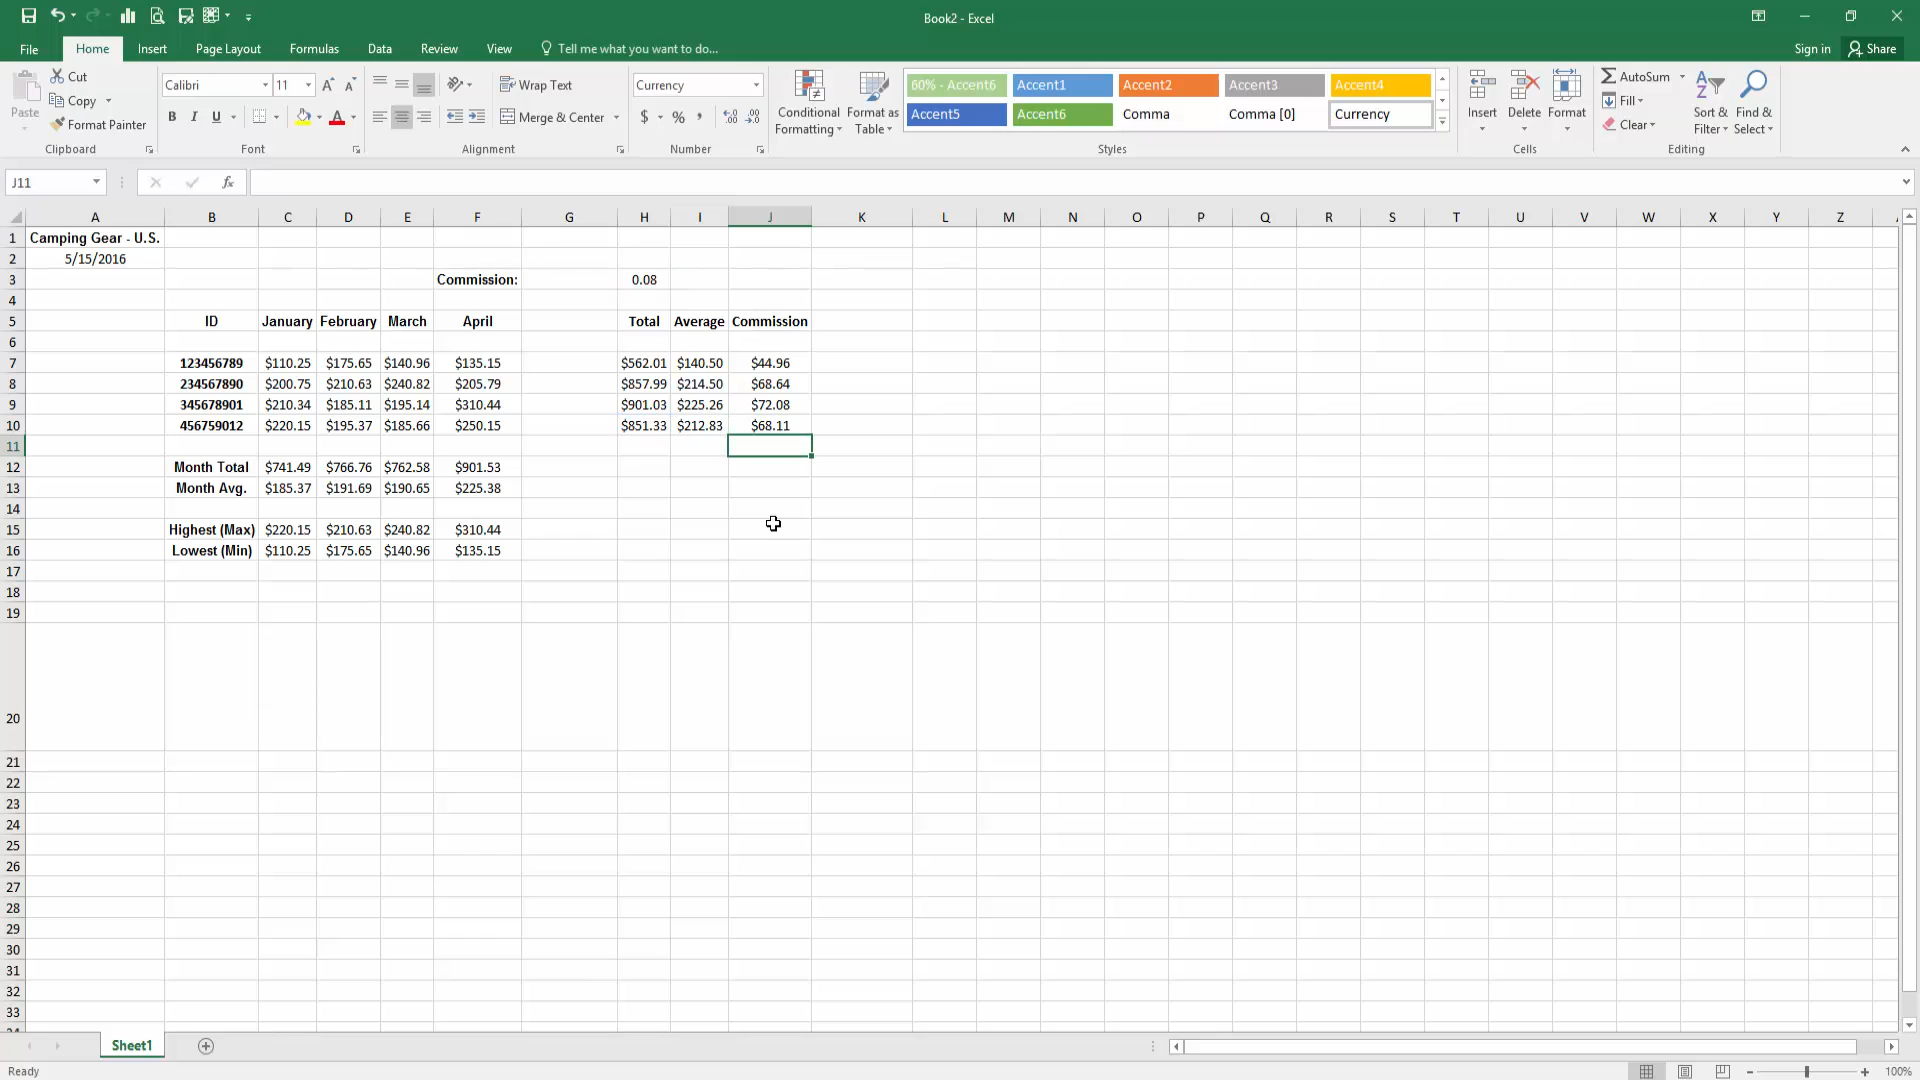 Book2 - Excel
File Home Insert Page Layout Formulas Data Review View Tell me what you want to do... Sign in Share
Paste Cut Copy Format Painter
Clipboard
Calibri 11
B I U
Font
Wrap Text
Merge & Center
Alignment
Currency
$ % ,
Number
Conditional Formatting
Format as Table
60% - Accent6 Accent1 Accent2 Accent3 Accent4
Accent5 Accent6 Comma Comma [0] Currency
Styles
Insert Delete Format
Cells
AutoSum
Fill
Clear
Sort & Filter
Find & Select
Editing
J11 fx
A B C D E F G H I J K L M N O P Q R S T U V W X Y Z
1 Camping Gear - U.S.
2 5/15/2016
3 Commission: 0.08
4
5 ID January February March April Total Average Commission
6
7 123456789 $110.25 $175.65 $140.96 $135.15 $562.01 $140.50 $44.96
8 234567890 $200.75 $210.63 $240.82 $205.79 $857.99 $214.50 $68.64
9 345678901 $210.34 $185.11 $195.14 $310.44 $901.03 $225.26 $72.08
10 456759012 $220.15 $195.37 $185.66 $250.15 $851.33 $212.83 $68.11
11
12 Month Total $741.49 $766.76 $762.58 $901.53
13 Month Avg. $185.37 $191.69 $190.65 $225.38
14
15 Highest (Max) $220.15 $210.63 $240.82 $310.44
16 Lowest (Min) $110.25 $175.65 $140.96 $135.15
17
18
19
20
21
22
23
24
25
26
27
28
29
30
31
32
33
Sheet1
Ready 100%